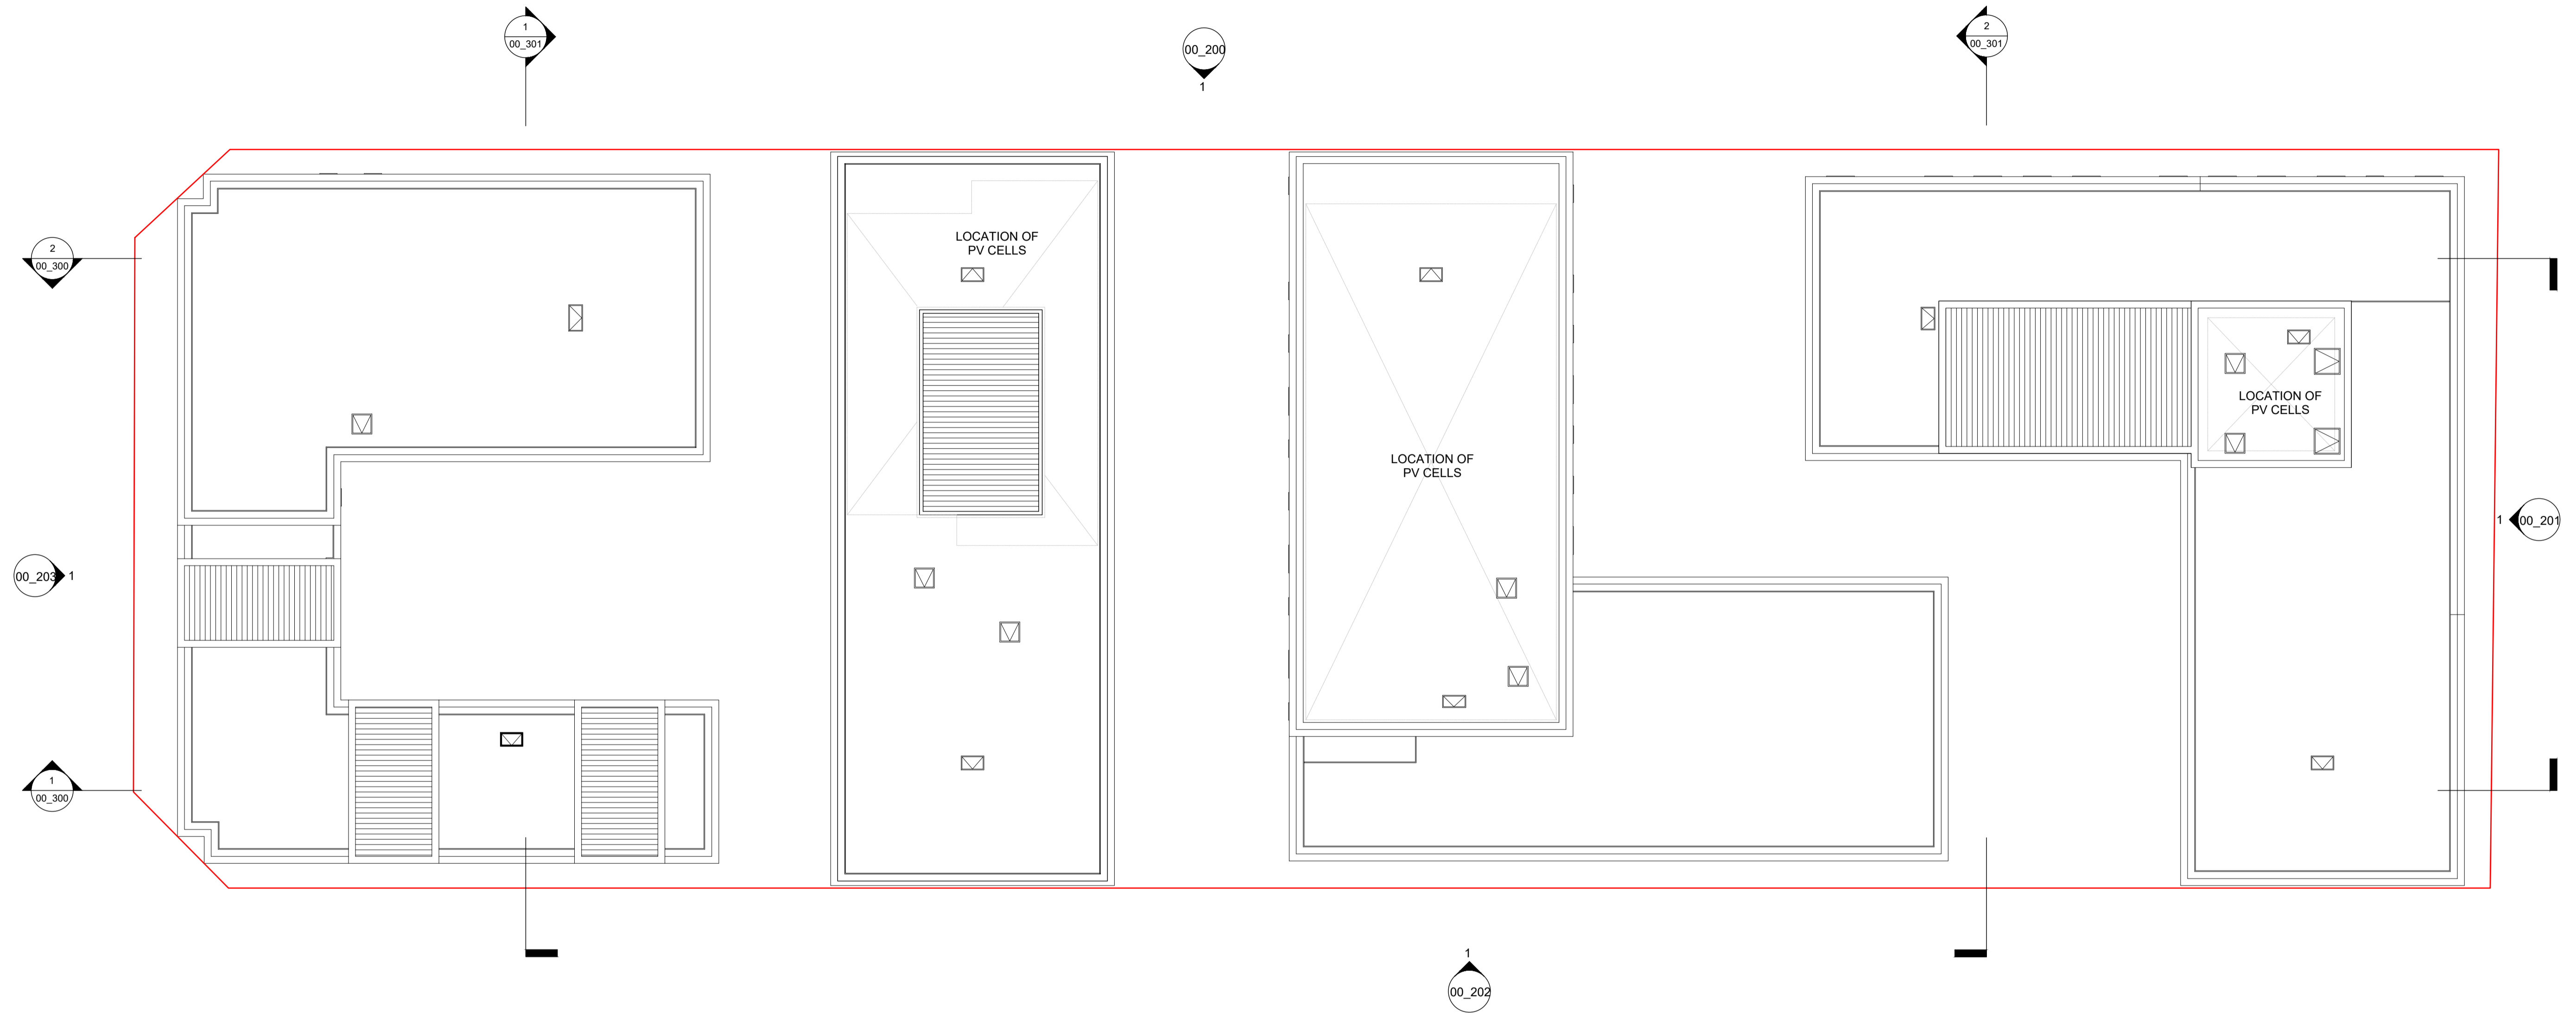 1
00_301
00_200
1
2
00_301
LOCATION OF
PV CELLS
2
00_300
LOCATION OF
PV CELLS
LOCATION OF
PV CELLS
1
00_201
00_203
1
1
00_300
1
00_202